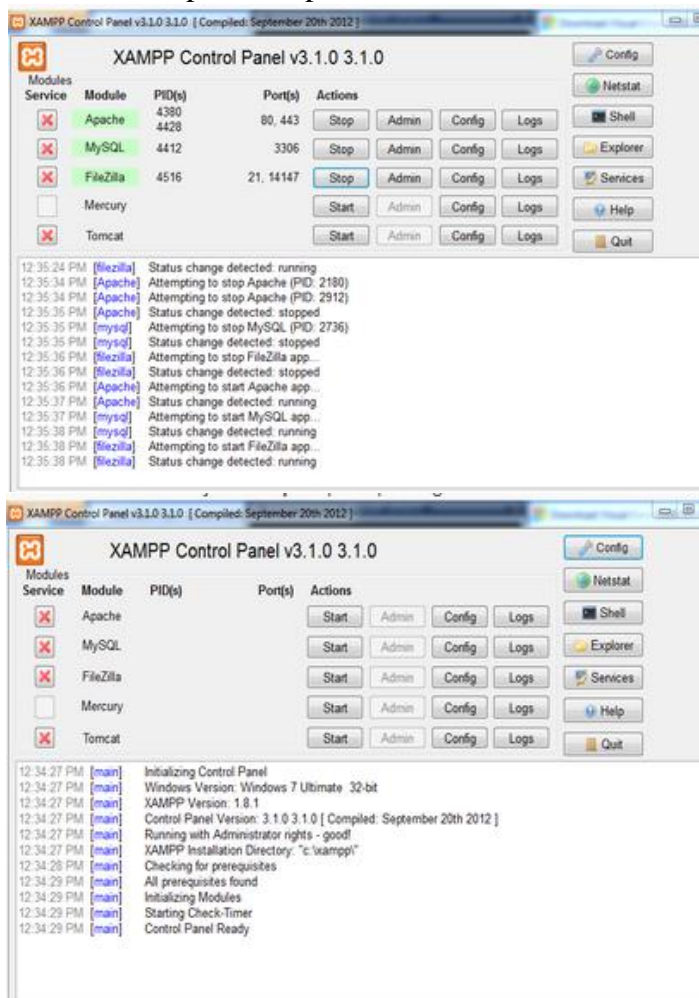 XAMPP Control Panel v3.1.0 3.1.0 [ Compiled: September 20th 2012 ]
XAMPP Control Panel v3.1.0 3.1.0
Config
Modules
Netstat
Service Module PID(s) Port(s) Actions
Apache 4380 4428 80, 443 Stop Admin Config Logs Shell
MySQL 4412 3306 Stop Admin Config Logs Explorer
FileZilla 4516 21, 14147 Stop Admin Config Logs Services
Mercury Start Admin Config Logs Help
Tomcat Start Admin Config Logs Quit
12:35:24 PM [filezilla] Status change detected: running
12:35:34 PM [Apache] Attempting to stop Apache (PID: 2180)
12:35:34 PM [Apache] Attempting to stop Apache (PID: 2912)
12:35:35 PM [Apache] Status change detected: stopped
12:35:35 PM [mysql] Attempting to stop MySQL (PID: 2736)
12:35:35 PM [mysql] Status change detected: stopped
12:35:36 PM [filezilla] Attempting to stop FileZilla app...
12:35:36 PM [filezilla] Status change detected: stopped
12:35:36 PM [Apache] Attempting to start Apache app...
12:35:37 PM [Apache] Status change detected: running
12:35:37 PM [mysql] Attempting to start MySQL app...
12:35:38 PM [mysql] Status change detected: running
12:35:38 PM [filezilla] Attempting to start FileZilla app...
12:35:38 PM [filezilla] Status change detected: running
XAMPP Control Panel v3.1.0 3.1.0 [ Compiled: September 20th 2012 ]
XAMPP Control Panel v3.1.0 3.1.0
Config
Modules
Netstat
Service Module PID(s) Port(s) Actions
Apache Start Admin Config Logs Shell
MySQL Start Admin Config Logs Explorer
FileZilla Start Admin Config Logs Services
Mercury Start Admin Config Logs Help
Tomcat Start Admin Config Logs Quit
12:34:27 PM [main] Initializing Control Panel
12:34:27 PM [main] Windows Version: Windows 7 Ultimate 32-bit
12:34:27 PM [main] XAMPP Version: 1.8.1
12:34:27 PM [main] Control Panel Version: 3.1.0 3.1.0 [ Compiled: September 20th 2012 ]
12:34:27 PM [main] Running with Administrator rights - good!
12:34:27 PM [main] XAMPP Installation Directory: "c:\xampp\"
12:34:28 PM [main] Checking for prerequisites
12:34:29 PM [main] All prerequisites found
12:34:29 PM [main] Initializing Modules
12:34:29 PM [main] Starting Check-Timer
12:34:29 PM [main] Control Panel Ready